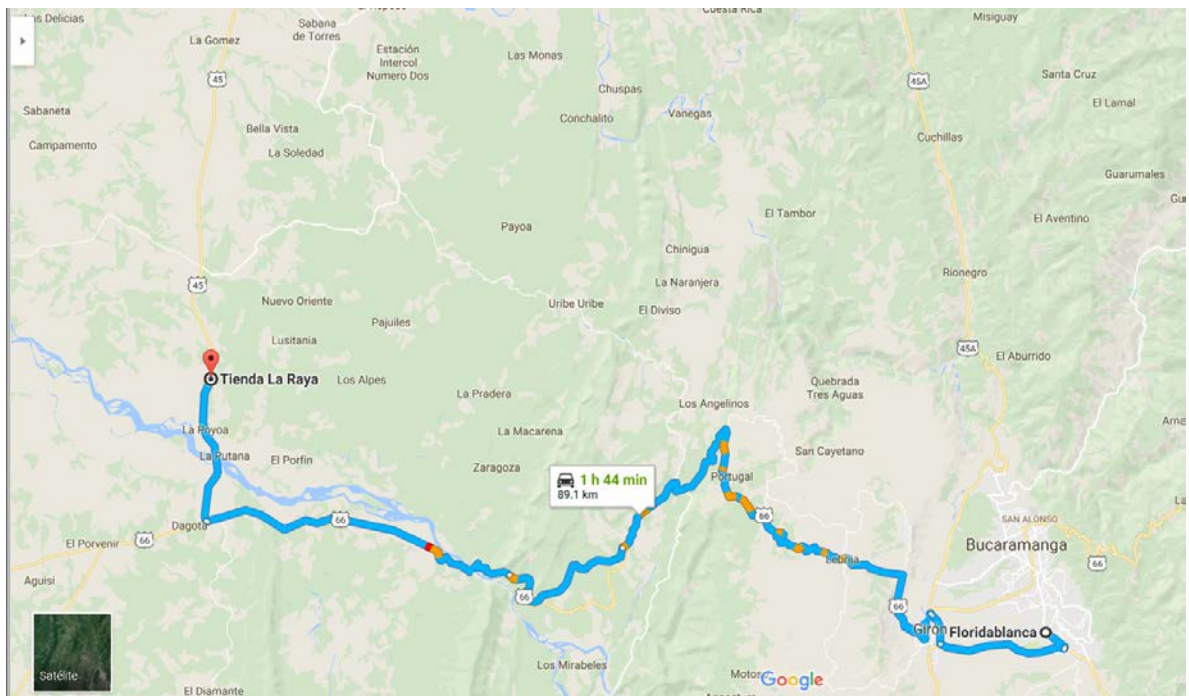 Los Delicias
Sabana
de Torres
Cuesta Rica
Misiguay
La Gomez
Estación
Intercol
Numero Dos
Las Monas
45
45A
Santa Cruz
Chuspas
El Lamal
Sabaneta
Vanegas
Conchalito
Bella Vista
Cuchillas
Campamento
La Soledad
Guarumales
El Tambor
El Aventino
Payoa
Chinigua
Rionegro
La Naranjera
45
Nuevo Oriente
Uribe Uribe
El Diviso
Pajuiles
Lusitania
45A
El Aburrido
Tienda La Raya
Los Alpes
Quebrada
Tres Aguas
La Pradera
Los Angelinos
La Macarena
La Putana
El Porfin
San Cayetano
Zaragoza
1 h 44 min
89.1 km
Portugal
66
66
Dagota
SAN ALONSO
El Porvenir
66
Bucaramanga
66
Lebrija
Aguisi
66
66
Girón
Floridablanca
Satélite
Los Mirabeles
Google
El Diamante